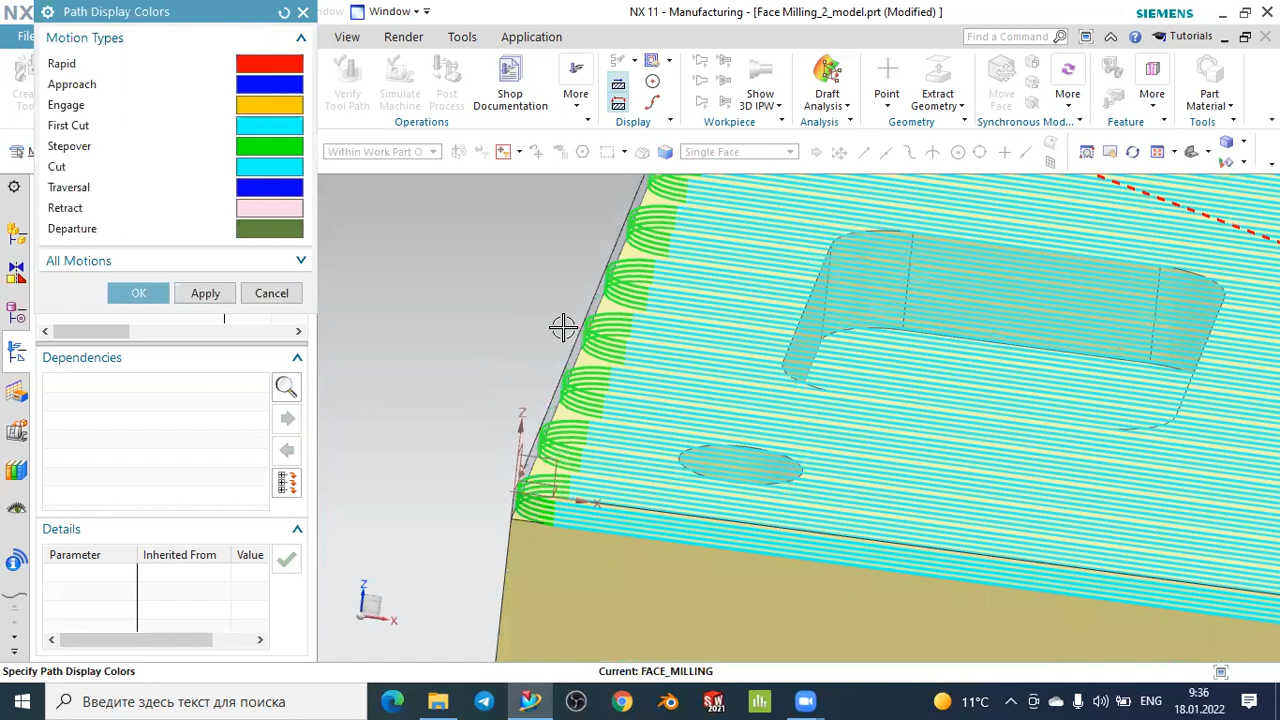 NX Path Display Colors Window NX 11 - Manufacturing - [Face Milling_2_model.prt (Modified) ] SIEMENS
File View Render Tools Application Find a Command Tutorials
Motion Types
Rapid
Approach
Engage
First Cut
Stepover
Cut
Traversal
Retract
Departure
All Motions
OK Apply Cancel
Verify Tool Path
Simulate Machine
Post Process
Shop Documentation
More
Operations
Display
Show 3D IPW
Workpiece
Draft Analysis
Analysis
Point
Extract Geometry
Geometry
Move Face
More
Synchronous Mod...
More
Feature
Part Material
Tools
Within Work Part O
Single Face
Dependencies
Details
Parameter Inherited From Value
Z
X
Z
X
Specify Path Display Colors Current: FACE_MILLING
Введите здесь текст для поиска
SW
2021
11°C
ENG
9:36
18.01.2022